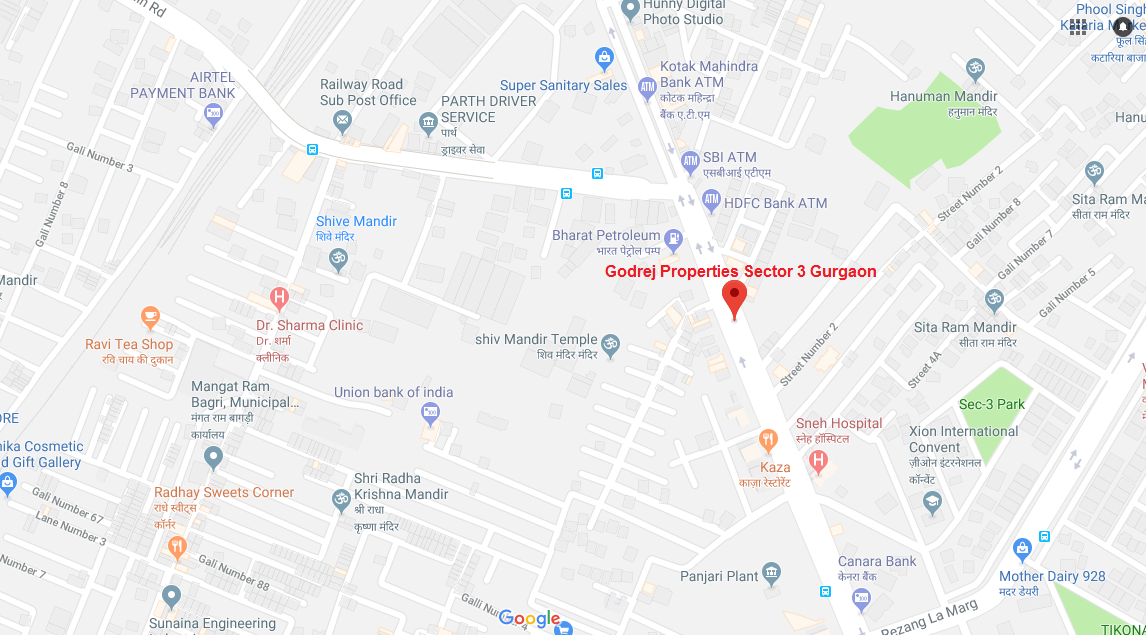 Hunny Digital
Photo Studio
Phool Singh
फूल सिं
कटारिया बाजा
Kotak Mahindra
Bank ATM
कोटक महिन्द्रा
बैंक ए.टी.एम
Super Sanitary Sales
AIRTEL
PAYMENT BANK
Railway Road
Sub Post Office
PARTH DRIVER
SERVICE
पार्थ
ड्राइवर सेवा
Hanuman Mandir
हनुमान मंदिर
Gali Number 3
SBI ATM
एसबीआई एटीएम
HDFC Bank ATM
Street Number 2
Gali Number 8
Sita Ram Ma
सीता राम मंदिर
Gali Number 8
Shive Mandir
शिवे मंदिर
Bharat Petroleum
भारत पेट्रोल पम्प
Gali Number 7
Gali Number 5
Mandir
Godrej Properties Sector 3 Gurgaon
Dr. Sharma Clinic
Dr. शर्मा
क्लीनिक
Ravi Tea Shop
रवि चाय की दुकान
shiv Mandir Temple
शिव मंदिर मंदिर
Sita Ram Mandir
सीता राम मंदिर
Street Number 2
Street 4A
Mangat Ram
Bagri, Municipal...
मंगत राम बागड़ी
कार्यालय
Union bank of india
Sec-3 Park
Sneh Hospital
स्नेह हॉस्पिटल
Xion International
Convent
ज़ीओन इंटरनेशनल
कॉन्वेंट
Kaza
काज़ा रेस्टोरेंट
ORE
nika Cosmetic
d Gift Gallery
Shri Radha
Krishna Mandir
श्री राधा
कृष्णा मंदिर
Radhay Sweets Corner
राधे स्वीट्स
कॉर्नर
Gali Number 67
Lane Number 3
Number 7
Gali Number 88
Canara Bank
केनरा बैंक
Panjari Plant
Mother Dairy 928
मदर डेयरी
Sunaina Engineering
Google
Rezang La Marg
TIKONA